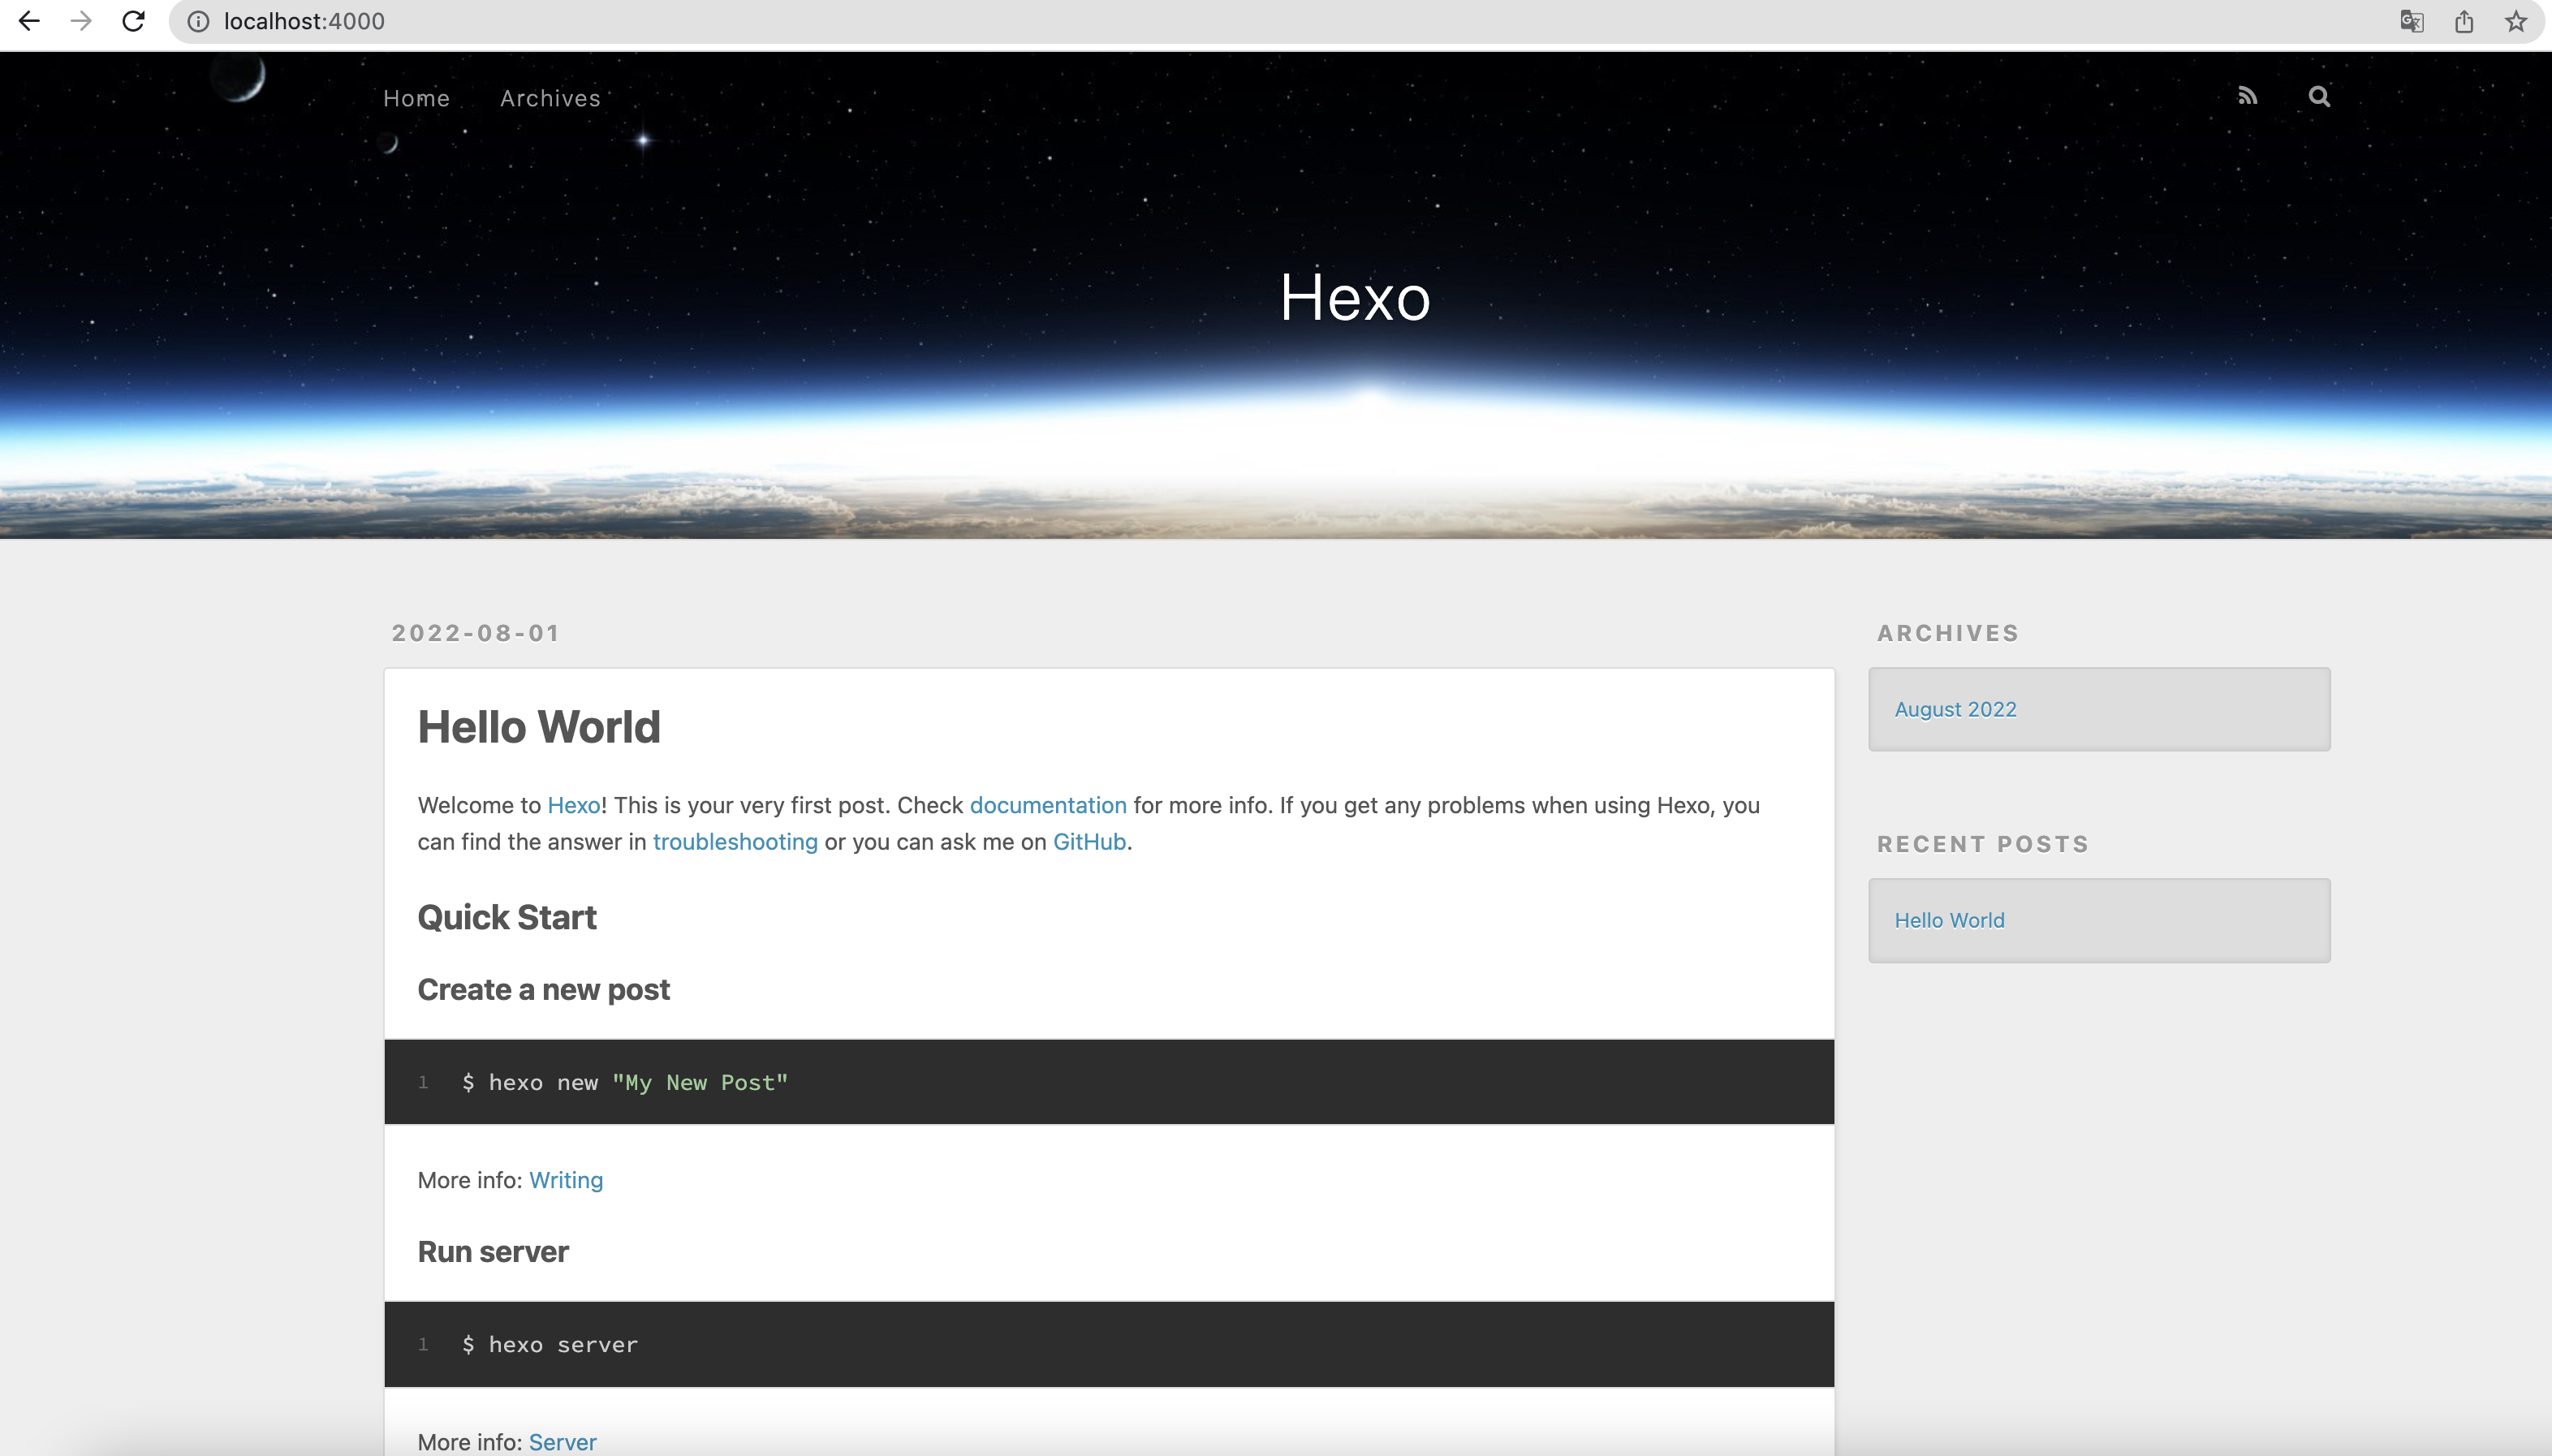 localhost:4000
Home Archives
Hexo
2022-08-01
Hello World
Welcome to Hexo! This is your very first post. Check documentation for more info. If you get any problems when using Hexo, you
can find the answer in troubleshooting or you can ask me on GitHub.
Quick Start
Create a new post
1 $ hexo new "My New Post"
More info: Writing
Run server
1 $ hexo server
More info: Server
ARCHIVES
August 2022
RECENT POSTS
Hello World